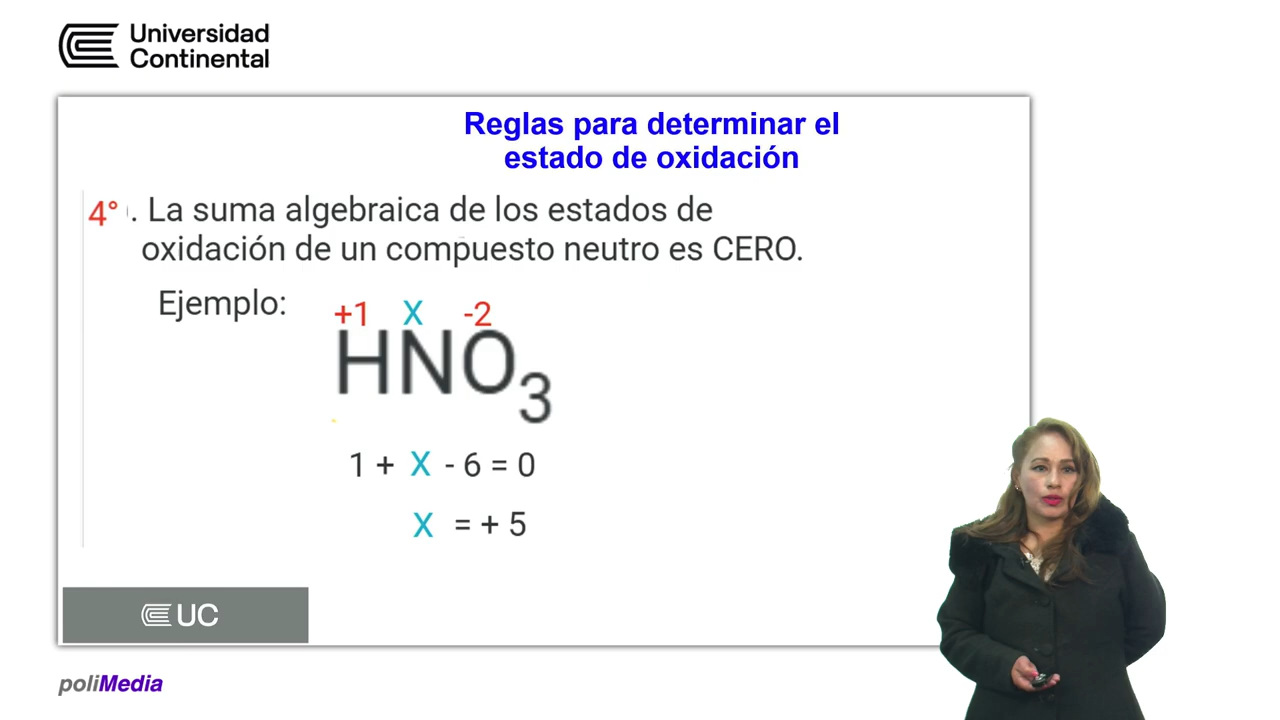 Universidad
Continental
Reglas para determinar el
estado de oxidación
4° . La suma algebraica de los estados de
oxidación de un compuesto neutro es CERO.
Ejemplo:
+1 X -2
HNO3
1 + X - 6 = 0
X = + 5
UC
poliMedia